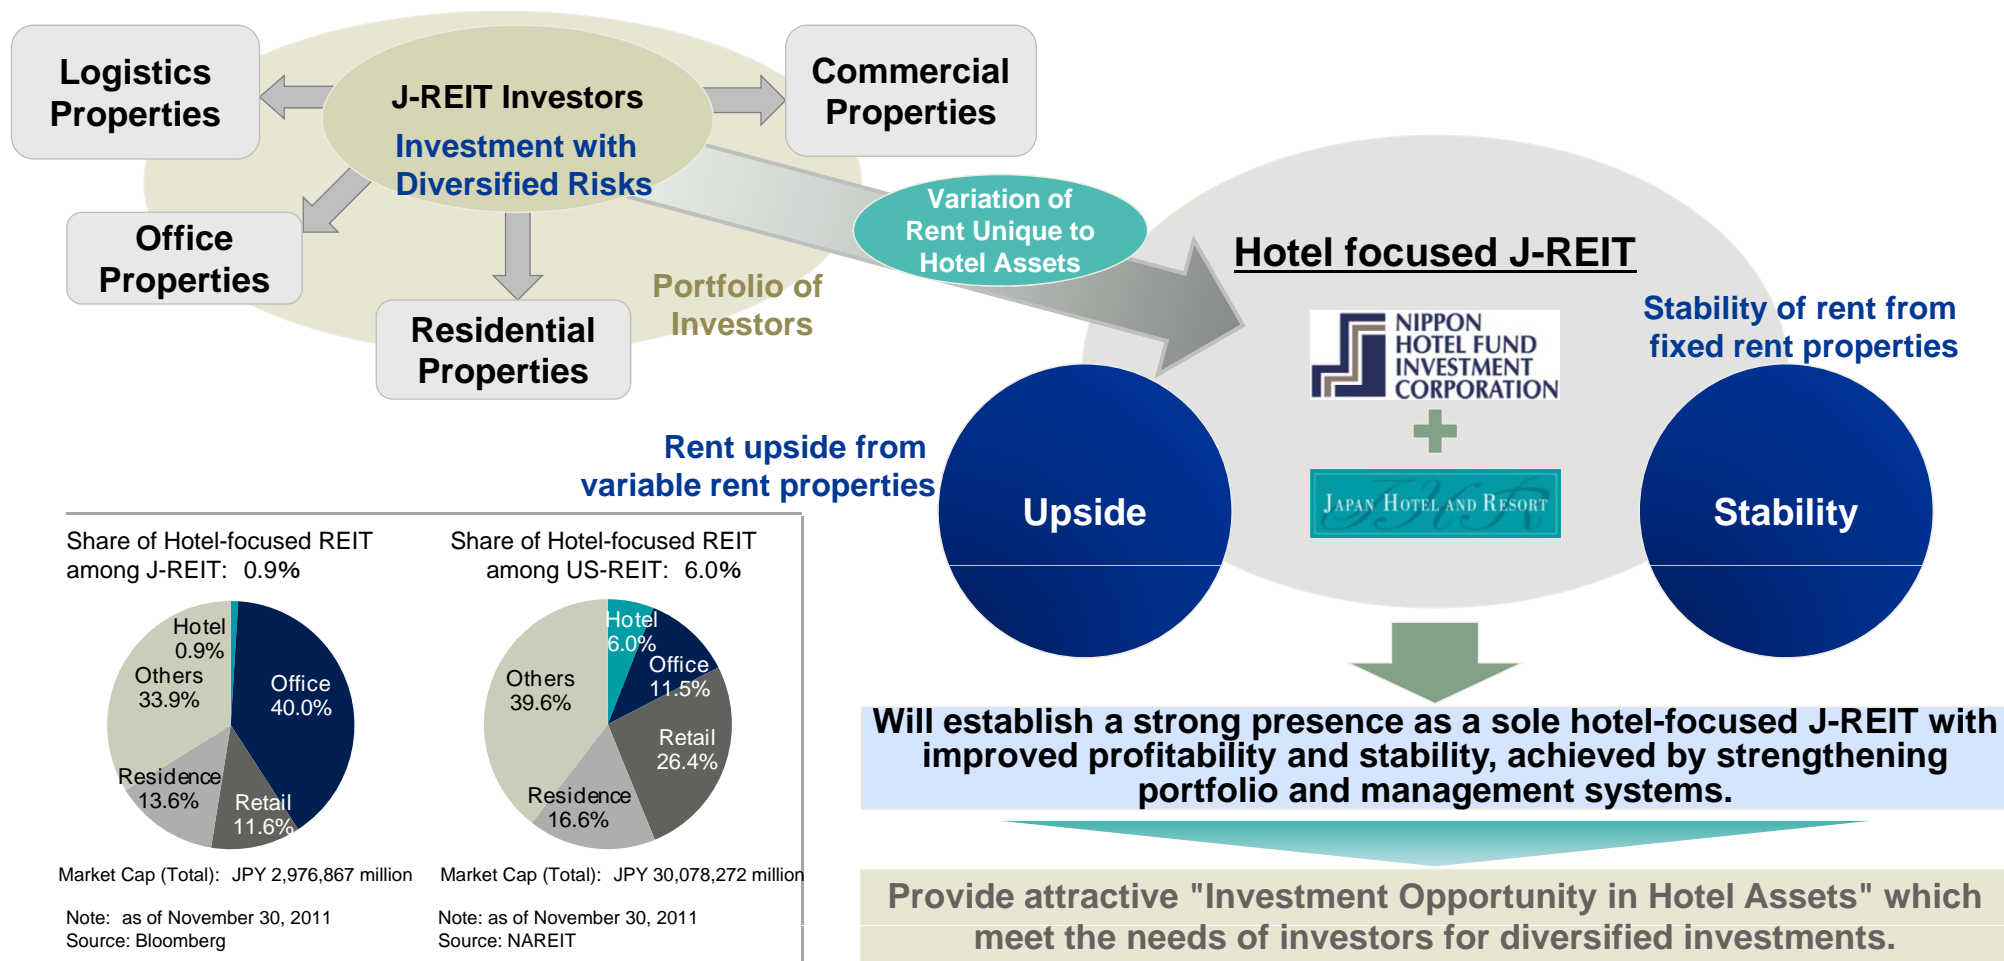 Logistics
Properties
J-REIT Investors
Investment with
Diversified Risks
Commercial
Properties
Office
Properties
Residential
Properties
Portfolio of
Investors
Variation of
Rent Unique to
Hotel Assets
Hotel focused J-REIT
NIPPON
HOTEL FUND
INVESTMENT
CORPORATION
JAPAN HOTEL AND RESORT
Stability of rent from
fixed rent properties
Rent upside from
variable rent properties
Upside
Stability
Share of Hotel-focused REIT
among J-REIT: 0.9%
Hotel
0.9%
Others
33.9%
Office
40.0%
Residence
13.6%
Retail
11.6%
Market Cap (Total): JPY 2,976,867 million
Note: as of November 30, 2011
Source: Bloomberg
Share of Hotel-focused REIT
among US-REIT: 6.0%
Hotel
6.0%
Office
11.5%
Others
39.6%
Retail
26.4%
Residence
16.6%
Market Cap (Total): JPY 30,078,272 million
Note: as of November 30, 2011
Source: NAREIT
Will establish a strong presence as a sole hotel-focused J-REIT with
improved profitability and stability, achieved by strengthening
portfolio and management systems.
Provide attractive "Investment Opportunity in Hotel Assets" which
meet the needs of investors for diversified investments.